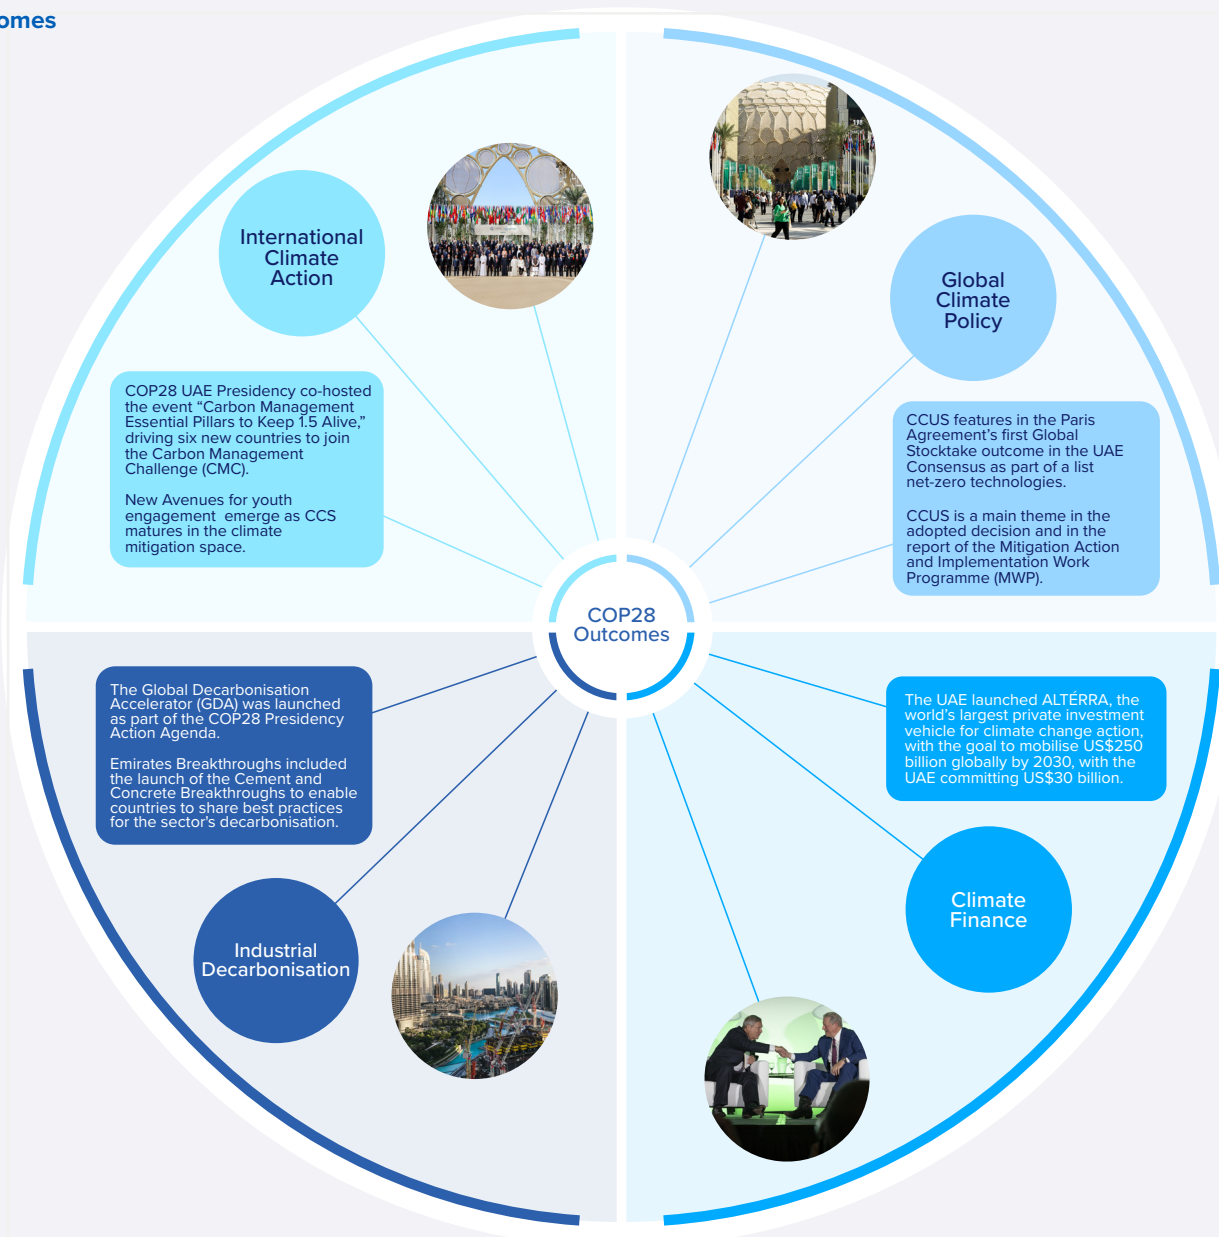 omes
International
Climate
Action
COP28 UAE Presidency co-hosted
the event “Carbon Management
Essential Pillars to Keep 1.5 Alive,”
driving six new countries to join
the Carbon Management
Challenge (CMC).
New Avenues for youth
engagement emerge as CCS
matures in the climate
mitigation space.
Global
Climate
Policy
CCUS features in the Paris
Agreement’s first Global
Stocktake outcome in the UAE
Consensus as part of a list
net-zero technologies.
CCUS is a main theme in the
adopted decision and in the
report of the Mitigation Action
and Implementation Work
Programme (MWP).
COP28
Outcomes
The Global Decarbonisation
Accelerator (GDA) was launched
as part of the COP28 Presidency
Action Agenda.
Emirates Breakthroughs included
the launch of the Cement and
Concrete Breakthroughs to enable
countries to share best practices
for the sector's decarbonisation.
Industrial
Decarbonisation
The UAE launched ALTÉRRA, the
world’s largest private investment
vehicle for climate change action,
with the goal to mobilise US$250
billion globally by 2030, with the
UAE committing US$30 billion.
Climate
Finance